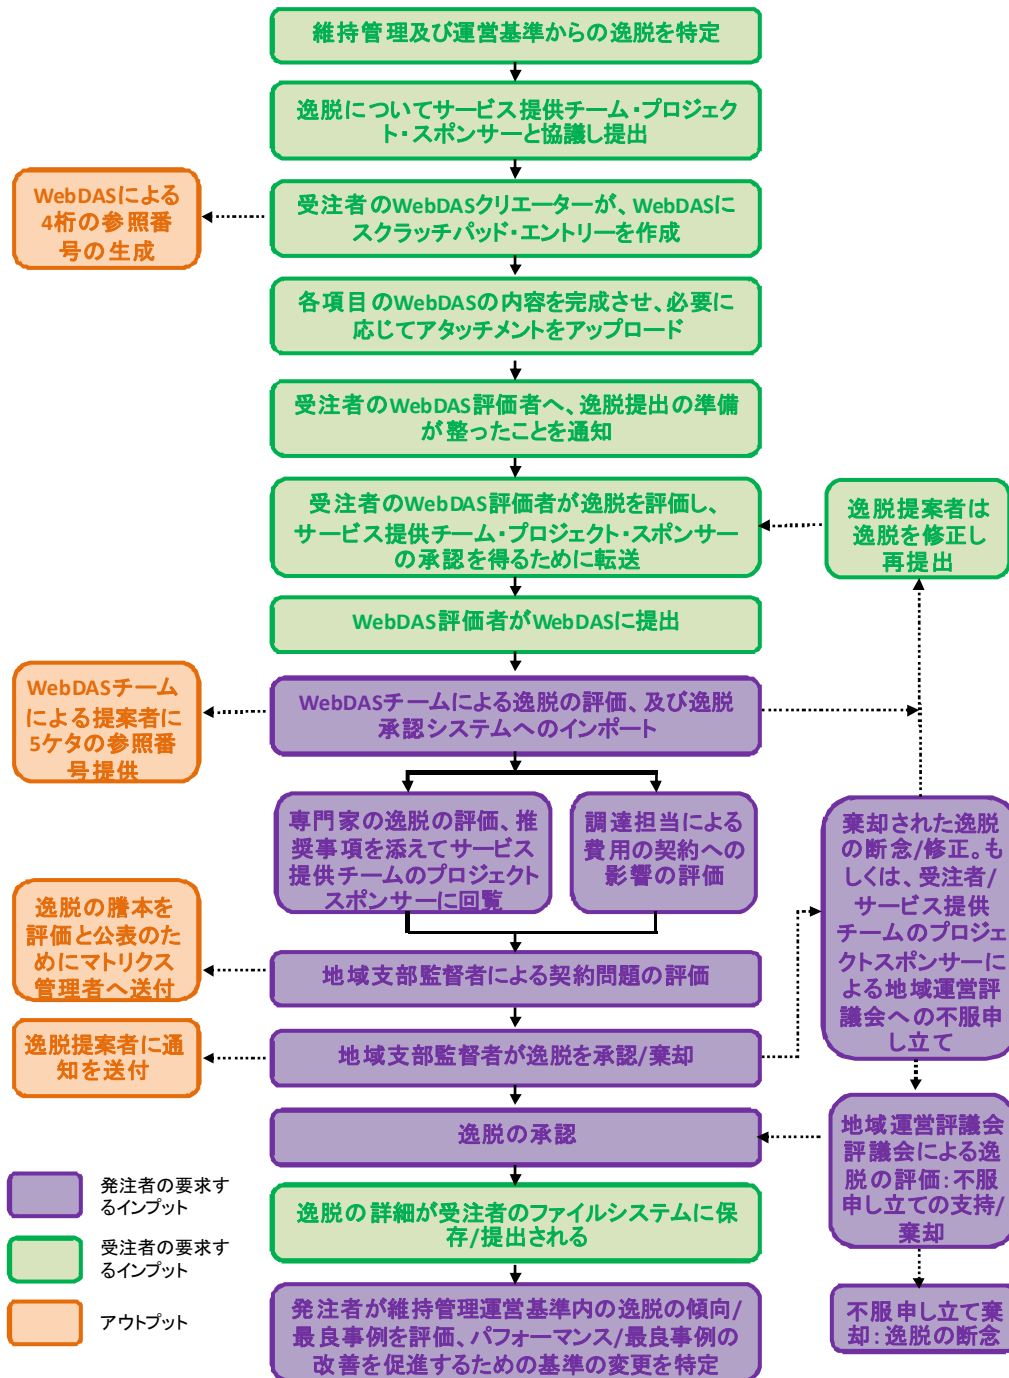 維持管理及び運営基準からの逸脱を特定
逸脱についてサービス提供チーム・プロジェク
ト・スポンサーと協議し提出
WebDASによる
4桁の参照番
号の生成
受注者のWebDASクリエーターが、WebDASに
スクラッチパッド・エントリーを作成
各項目のWebDASの内容を完成させ、必要に
応じてアタッチメントをアップロード
受注者のWebDAS評価者へ、逸脱提出の準備
が整ったことを通知
受注者のWebDAS評価者が逸脱を評価し、
サービス提供チーム・プロジェクト・スポンサー
の承認を得るために転送
逸脱提案者は
逸脱を修正し
再提出
WebDAS評価者がWebDASに提出
WebDASチーム
による提案者に
5ケタの参照番
号提供
WebDASチームによる逸脱の評価、及び逸脱
承認システムへのインポート
専門家の逸脱の評価、推
奨事項を添えてサービス
提供チームのプロジェクト
スポンサーに回覧
調達担当による
費用の契約への
影響の評価
棄却された逸脱
の断念/修正。も
しくは、受注者/
サービス提供
チームのプロジェ
クトスポンサーに
よる地域運営評
議会への不服申
し立て
逸脱の謄本を
評価と公表のた
めにマトリクス
管理者へ送付
地域支部監督者による契約問題の評価
逸脱提案者に通
知を送付
地域支部監督者が逸脱を承認/棄却
逸脱の承認
地域運営評議会
評議会による逸
脱の評価:不服
申し立ての支持/
棄却
逸脱の詳細が受注者のファイルシステムに保
存/提出される
発注者が維持管理運営基準内の逸脱の傾向/
最良事例を評価、パフォーマンス/最良事例の
改善を促進するための基準の変更を特定
不服申し立て棄
却:逸脱の断念
発注者の要求す
るインプット
受注者の要求す
るインプット
アウトプット